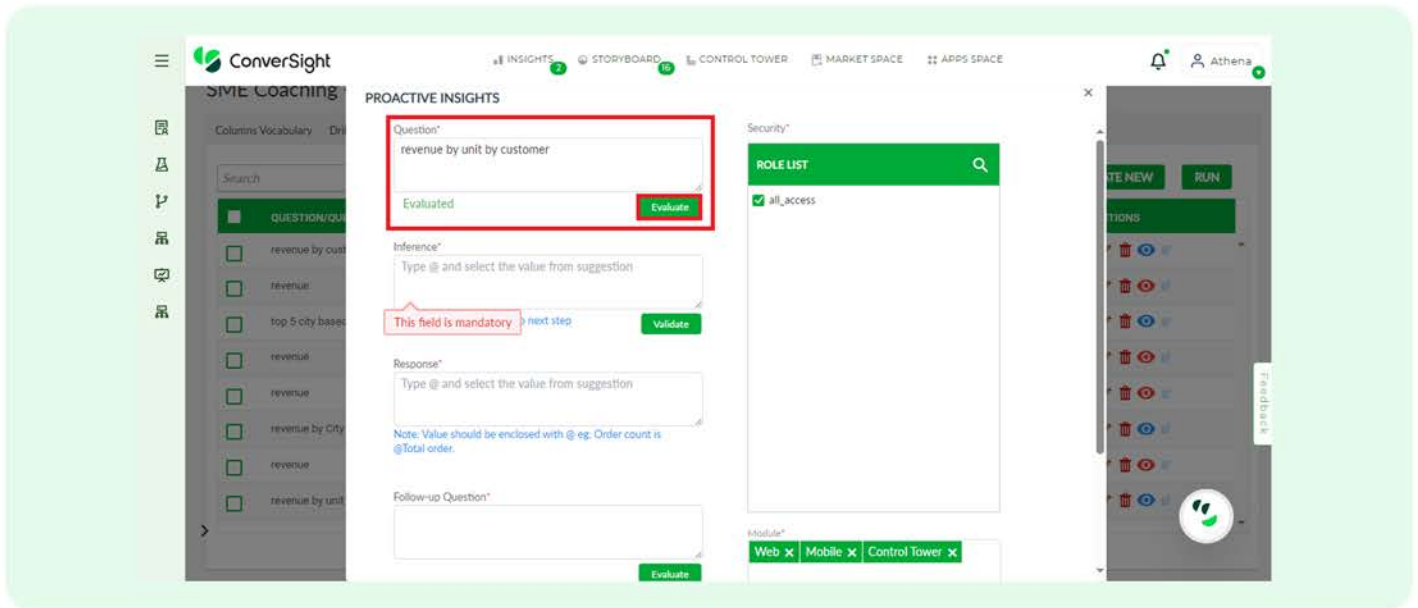 ConverSight
INSIGHTS
2
STORYBOARD
16
CONTROL TOWER
MARKET SPACE
APPS SPACE
Athena
SME Coaching
PROACTIVE INSIGHTS
Columns Vocabulary
Search
ATE NEW
RUN
QUESTION/QU
TIONS
revenue by cust
revenue
top 5 city based
revenue
revenue
revenue by City
revenue
revenue by unit
Question*
revenue by unit by customer
Evaluated
Evaluate
Inference*
Type @ and select the value from suggestion
This field is mandatory
next step
Validate
Response*
Type @ and select the value from suggestion
Note: Value should be enclosed with @ eg. Order count is
@Total order.
Follow-up Question*
Evaluate
Security*
ROLE LIST
all_access
Module*
Web × Mobile × Control Tower ×
Feedback